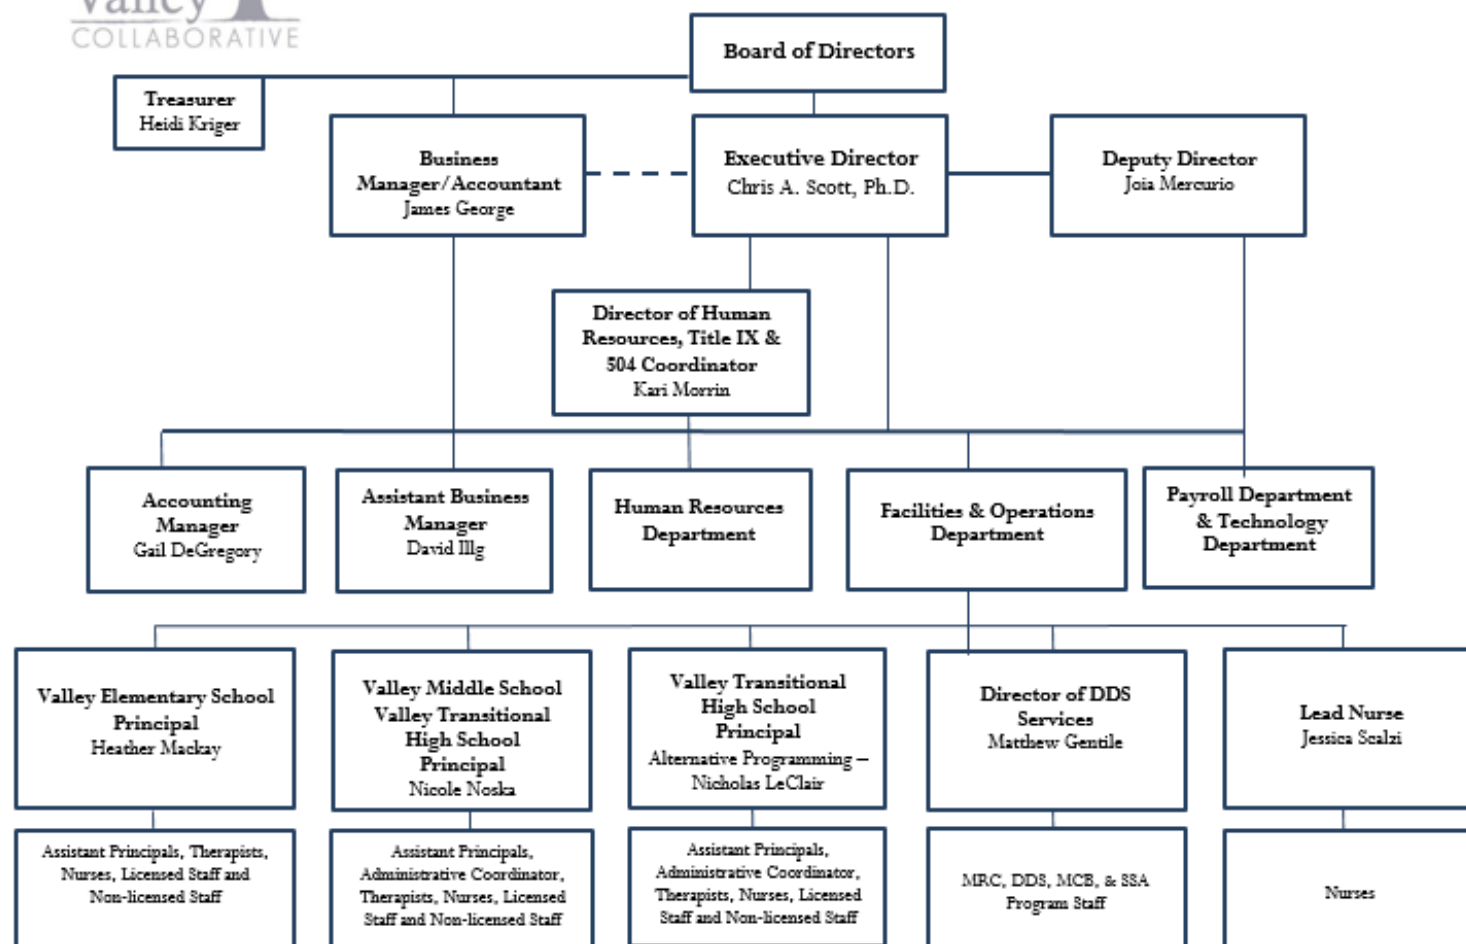 Valley
COLLABORATIVE
Board of Directors
Treasurer
Heidi Kriger
Business
Manager/Accountant
James George
Executive Director
Chris A. Scott, Ph.D.
Deputy Director
Joia Mercurio
Director of Human
Resources, Title IX &
504 Coordinator
Kari Morrin
Accounting
Manager
Gail DeGregory
Assistant Business
Manager
David Illg
Human Resources
Department
Facilities & Operations
Department
Payroll Department
& Technology
Department
Valley Elementary School
Principal
Heather Mackay
Valley Middle School
Valley Transitional
High School
Principal
Nicole Noska
Valley Transitional
High School
Principal
Alternative Programming –
Nicholas LeClair
Director of DDS
Services
Matthew Gentile
Lead Nurse
Jessica Scalzi
Assistant Principals, Therapists,
Nurses, Licensed Staff and
Non-licensed Staff
Assistant Principals,
Administrative Coordinator,
Therapists, Nurses, Licensed
Staff and Non-licensed Staff
Assistant Principals,
Administrative Coordinator,
Therapists, Nurses, Licensed
Staff and Non-licensed Staff
MRC, DDS, MCB, & SSA
Program Staff
Nurses